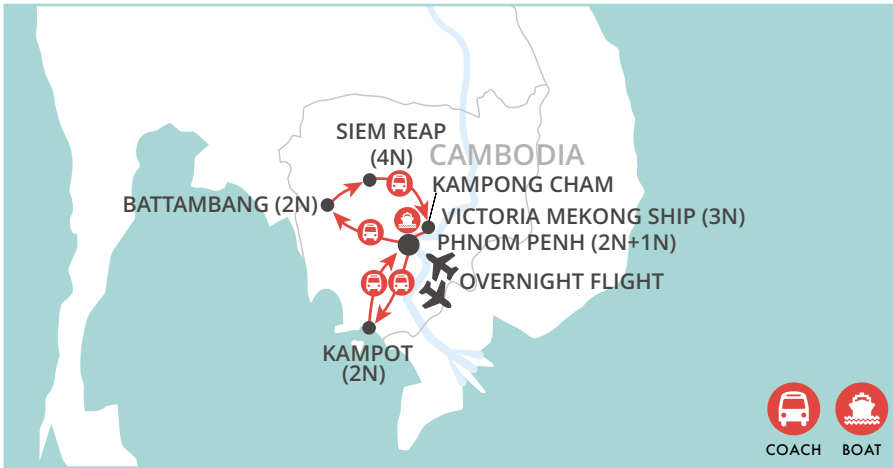 SIEM REAP
(4N)
CAMBODIA
KAMPONG CHAM
BATTAMBANG (2N)
VICTORIA MEKONG SHIP (3N)
PHNOM PENH (2N+1N)
OVERNIGHT FLIGHT
KAMPOT
(2N)
COACH
BOAT